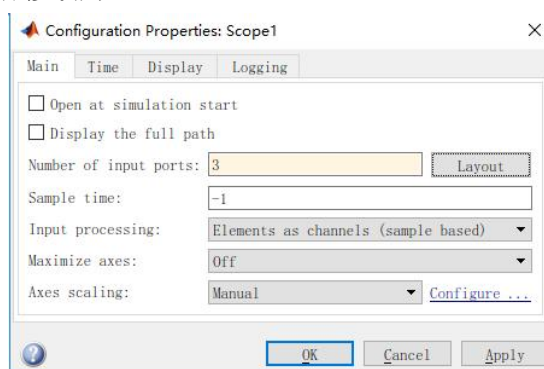 Configuration Properties: Scope1
Main Time Display Logging
Open at simulation start
Display the full path
Number of input ports: 3 Layout
Sample time: -1
Input processing: Elements as channels (sample based)
Maximize axes: Off
Axes scaling: Manual Configure ...
OK Cancel Apply